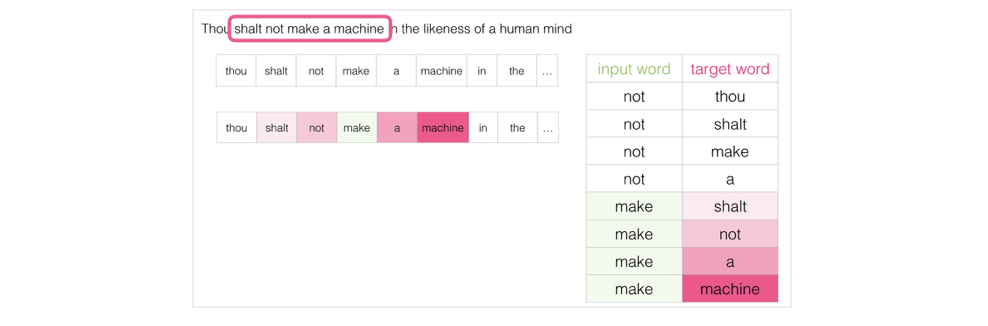 Thou shalt not make a machine in the likeness of a human mind
thou shalt not make a machine in the ...
thou shalt not make a machine in the ...
input word target word
not thou
not shalt
not make
not a
make shalt
make not
make a
make machine